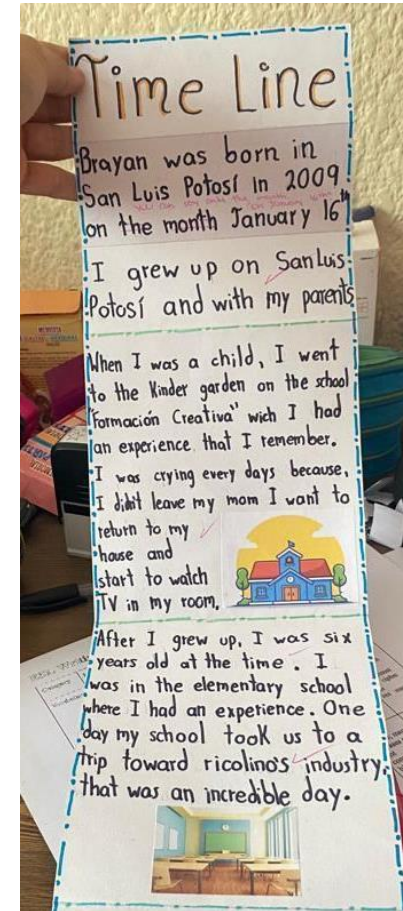 Time Line
Brayan was born in
San Luis Potosí In 2009
on the month January 16th
I grew up on San Luis
Potosí and with my parents
When I was a child, I went
to the Kinder garden on the school
"Formación Creativa" wich I had
an experience that I remember.
I was crying every days because,
I didn't leave my mom I want to
return to my
house and
start to watch
TV in my room.
After I grew up, I was six
years old at the time. I
was in the elementary school
where I had an experience. One
day my school took us to a
trip toward ricolino's industry,
that was an incredible day.